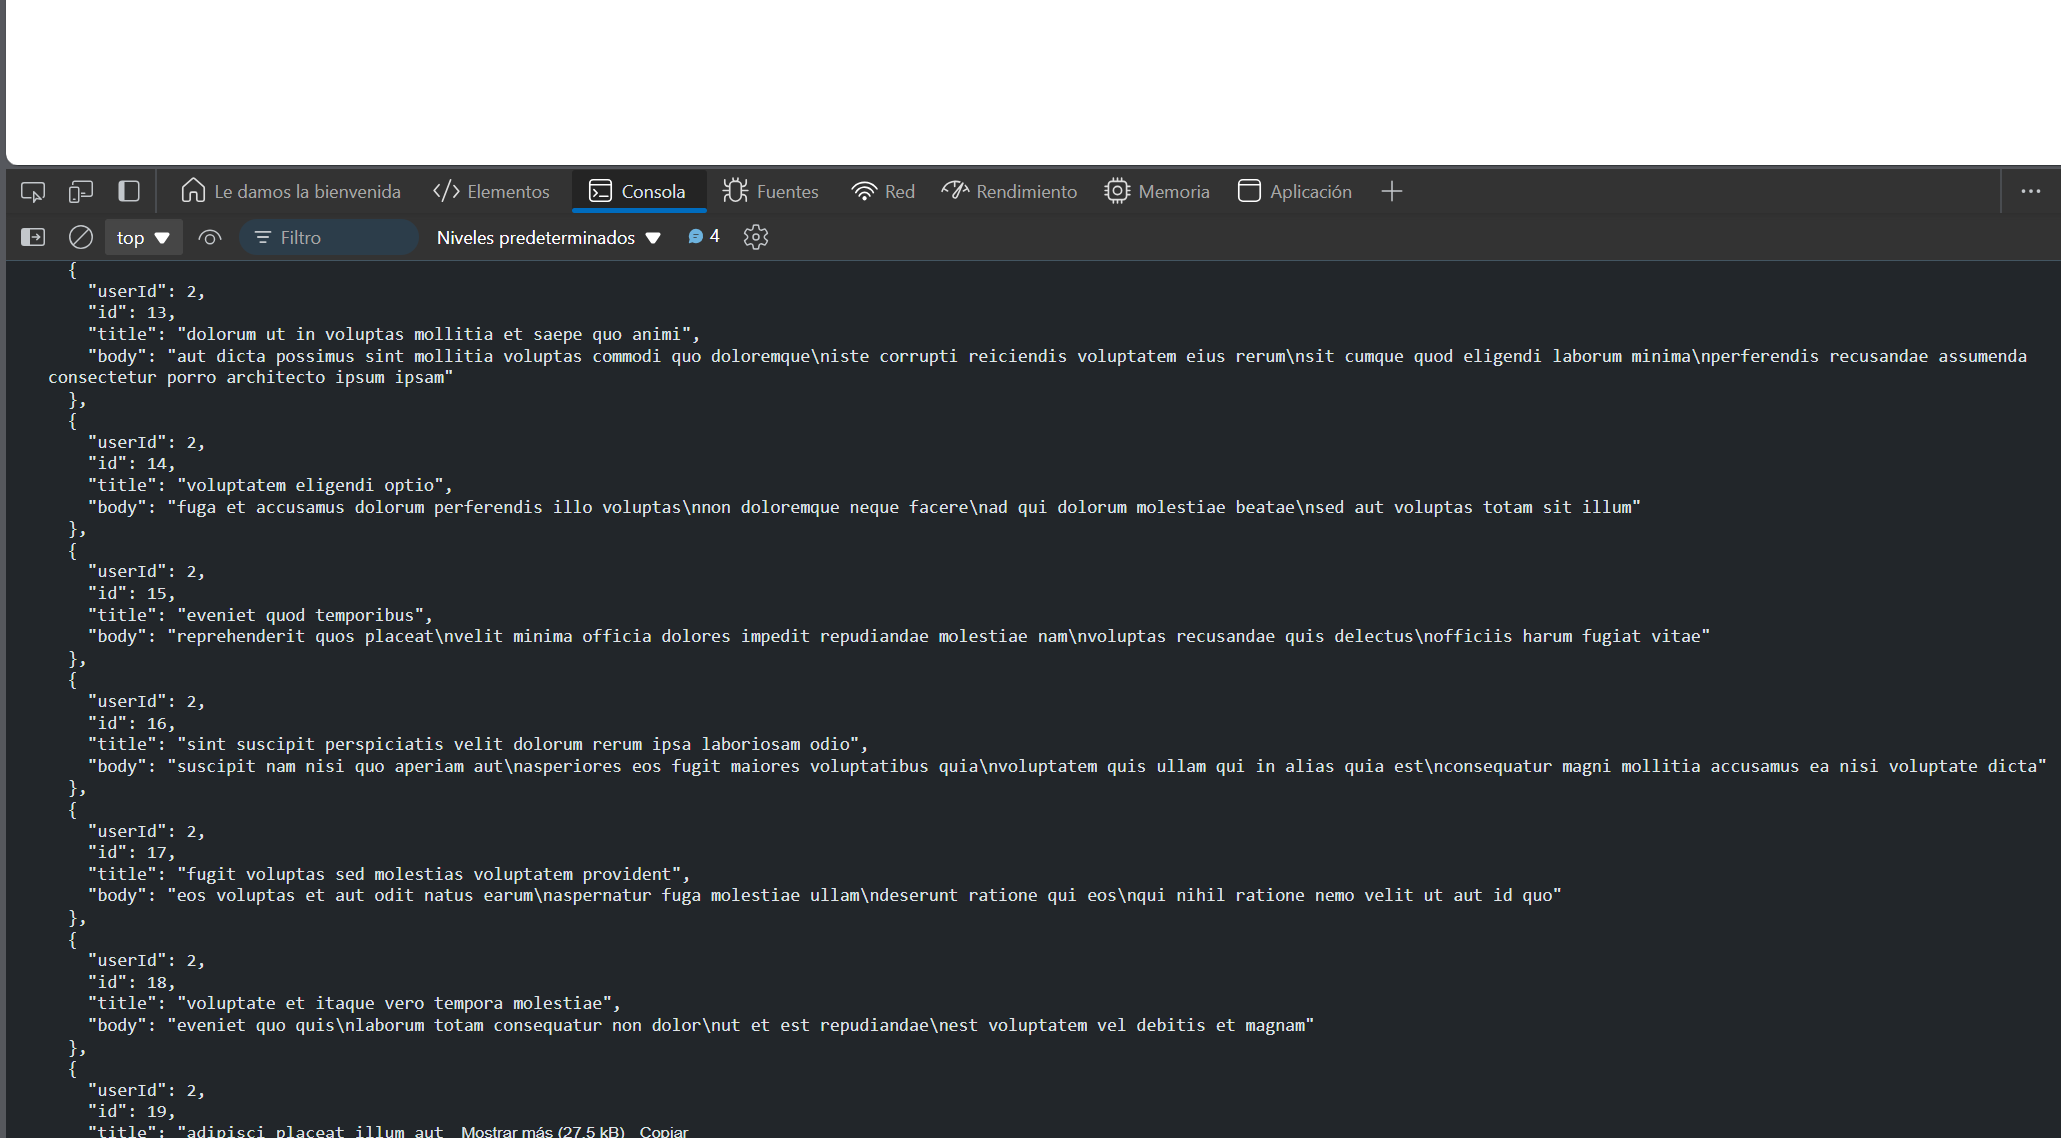 Le damos la bienvenida Elementos Consola Fuentes Red Rendimiento Memoria Aplicación
top Filtro Niveles predeterminados 4
{
"userId": 2,
"id": 13,
"title": "dolorum ut in voluptas mollitia et saepe quo animi",
"body": "aut dicta possimus sint mollitia voluptas commodi quo doloremque\niste corrupti reiciendis voluptatem eius rerum\nsit cumque quod eligendi laborum minima\nperferendis recusandae assumenda
consectetur porro architecto ipsum ipsam"
},
{
"userId": 2,
"id": 14,
"title": "voluptatem eligendi optio",
"body": "fuga et accusamus dolorum perferendis illo voluptas\nnon doloremque neque facere\nad qui dolorum molestiae beatae\nsed aut voluptas totam sit illum"
},
{
"userId": 2,
"id": 15,
"title": "eveniet quod temporibus",
"body": "reprehenderit quos placeat\nvelit minima officia dolores impedit repudiandae molestiae nam\nvoluptas recusandae quis delectus\nofficiis harum fugiat vitae"
},
{
"userId": 2,
"id": 16,
"title": "sint suscipit perspiciatis velit dolorum rerum ipsa laboriosam odio",
"body": "suscipit nam nisi quo aperiam aut\nasperiores eos fugit maiores voluptatibus quia\nvoluptatem quis ullam qui in alias quia est\nconsequatur magni mollitia accusamus ea nisi voluptate dicta"
},
{
"userId": 2,
"id": 17,
"title": "fugit voluptas sed molestias voluptatem provident",
"body": "eos voluptas et aut odit natus earum\naspernatur fuga molestiae ullam\ndeserunt ratione qui eos\nqui nihil ratione nemo velit ut aut id quo"
},
{
"userId": 2,
"id": 18,
"title": "voluptate et itaque vero tempora molestiae",
"body": "eveniet quo quis\nlaborum totam consequatur non dolor\nut et est repudiandae\nest voluptatem vel debitis et magnam"
},
{
"userId": 2,
"id": 19,
"title": "adipisci placeat illum aut Mostrar más (27,5 kB) Copiar